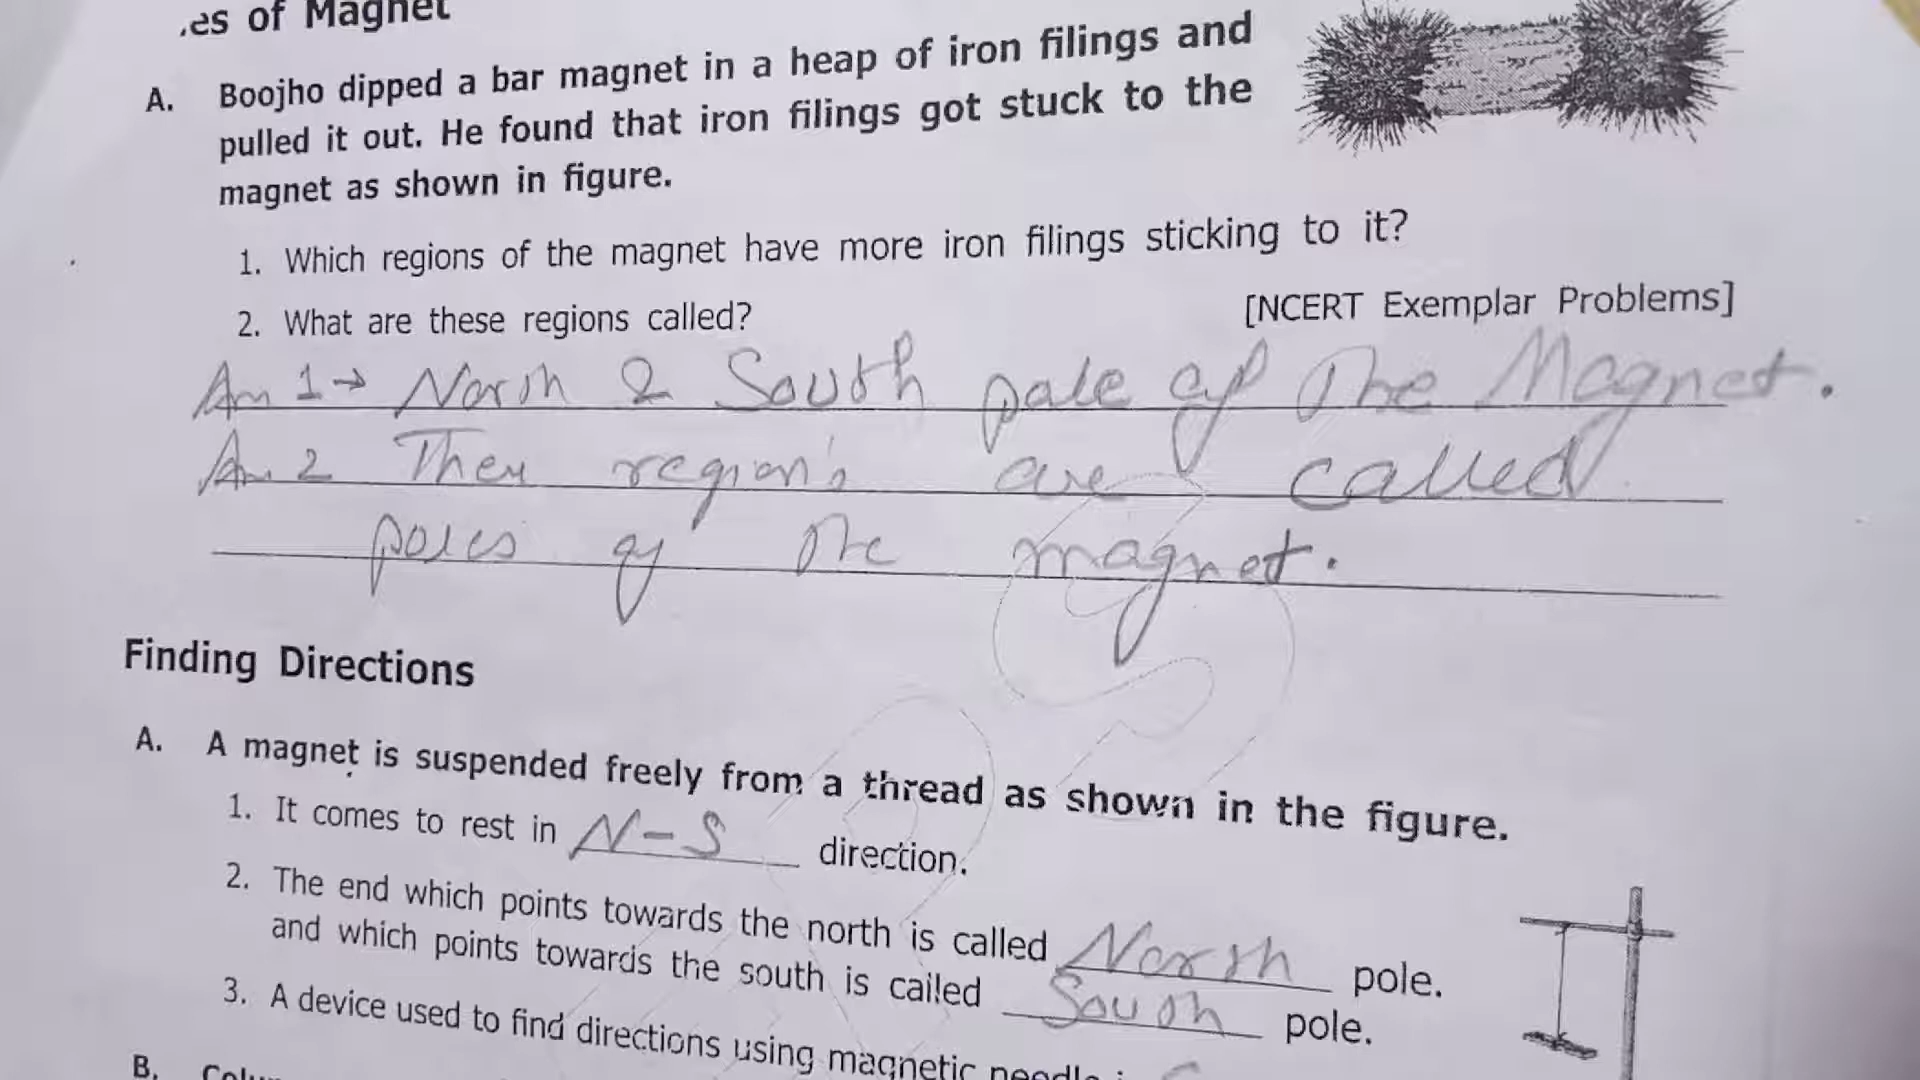 es of Magnet
A. Boojho dipped a bar magnet in a heap of iron filings and
pulled it out. He found that iron filings got stuck to the
magnet as shown in figure.
1. Which regions of the magnet have more iron filings sticking to it?
2. What are these regions called? [NCERT Exemplar Problems]
Ans 1→ North & South pole of the Magnet.
Ans 2 These regions are called
poles of the magnet.
Finding Directions
A. A magnet is suspended freely from a thread as shown in the figure.
1. It comes to rest in N-S direction.
2. The end which points towards the north is called North pole.
and which points towards the south is called South pole.
3. A device used to find directions using magnetic needle
B.